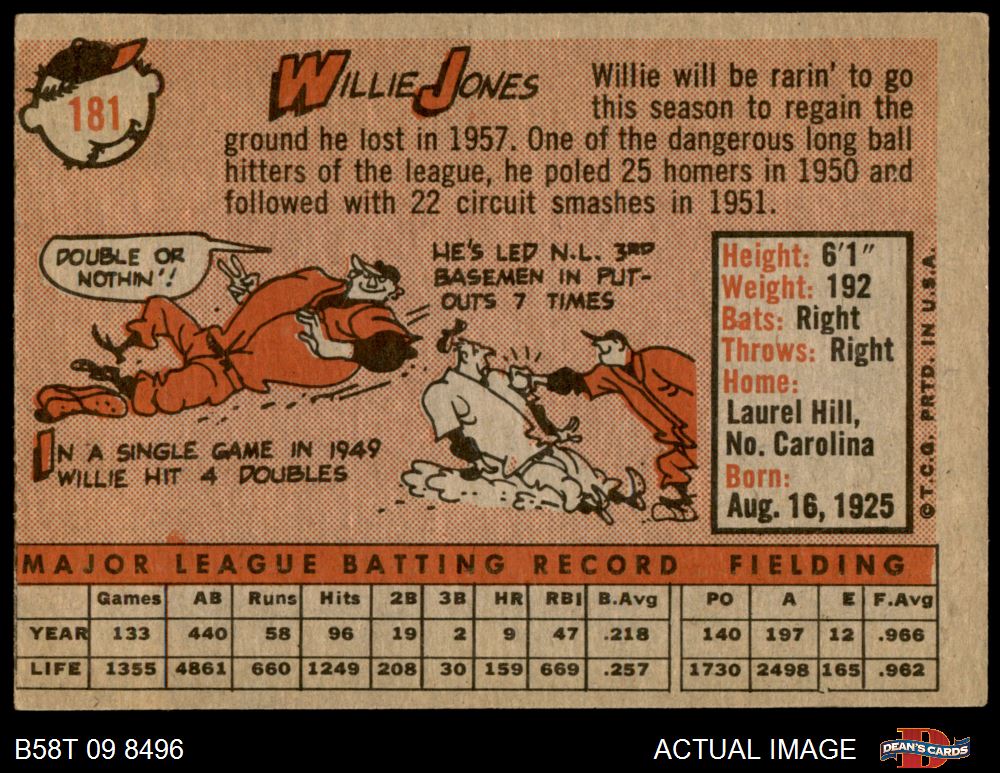 181
WILLIE JONES
Willie will be rarin' to go
this season to regain the
ground he lost in 1957. One of the dangerous long ball
hitters of the league, he poled 25 homers in 1950 and
followed with 22 circuit smashes in 1951.
DOUBLE OR
NOTHIN'!
HE'S LED N.L. 3RD
BASEMEN IN PUT-
OUTS 7 TIMES
IN A SINGLE GAME IN 1949
WILLIE HIT 4 DOUBLES
Height: 6'1"
Weight: 192
Bats: Right
Throws: Right
Home:
Laurel Hill,
No. Carolina
Born:
Aug. 16, 1925
© T.C.G. PRTD. IN U.S.A.
MAJOR LEAGUE BATTING RECORD FIELDING
Games AB Runs Hits 2B 3B HR RBI B.Avg PO A E F.Avg
YEAR 133 440 58 96 19 2 9 47 .218 140 197 12 .966
LIFE 1355 4861 660 1249 208 30 159 669 .257 1730 2498 165 .962
B58T 09 8496
ACTUAL IMAGE
DEAN'S CARDS